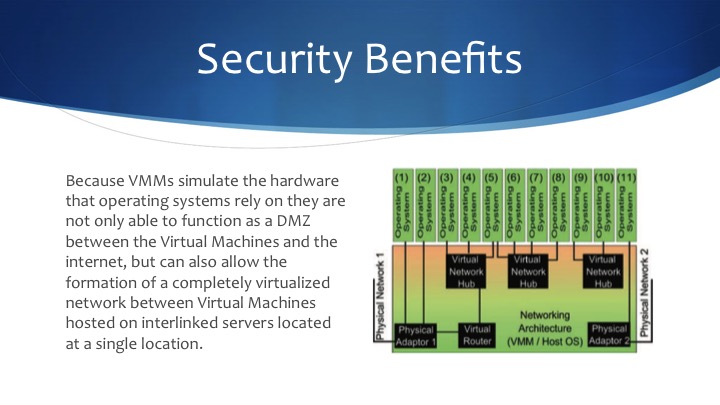 Security Benefits
Because VMMs simulate the hardware
that operating systems rely on they are
not only able to function as a DMZ
between the Virtual Machines and the
internet, but can also allow the
formation of a completely virtualized
network between Virtual Machines
hosted on interlinked servers located
at a single location.
(1) (2) (3) (4) (5) (6) (7) (8) (9) (10) (11)
Operating
System
Operating
System
Operating
System
Operating
System
Operating
System
Operating
System
Operating
System
Operating
System
Operating
System
Operating
System
Operating
System
Physical Network 1
Virtual
Network
Hub
Virtual
Network
Hub
Virtual
Network
Hub
Physical Network 2
Physical
Adaptor 1
Virtual
Router
Networking
Architecture
(VMM / Host OS)
Physical
Adaptor 2